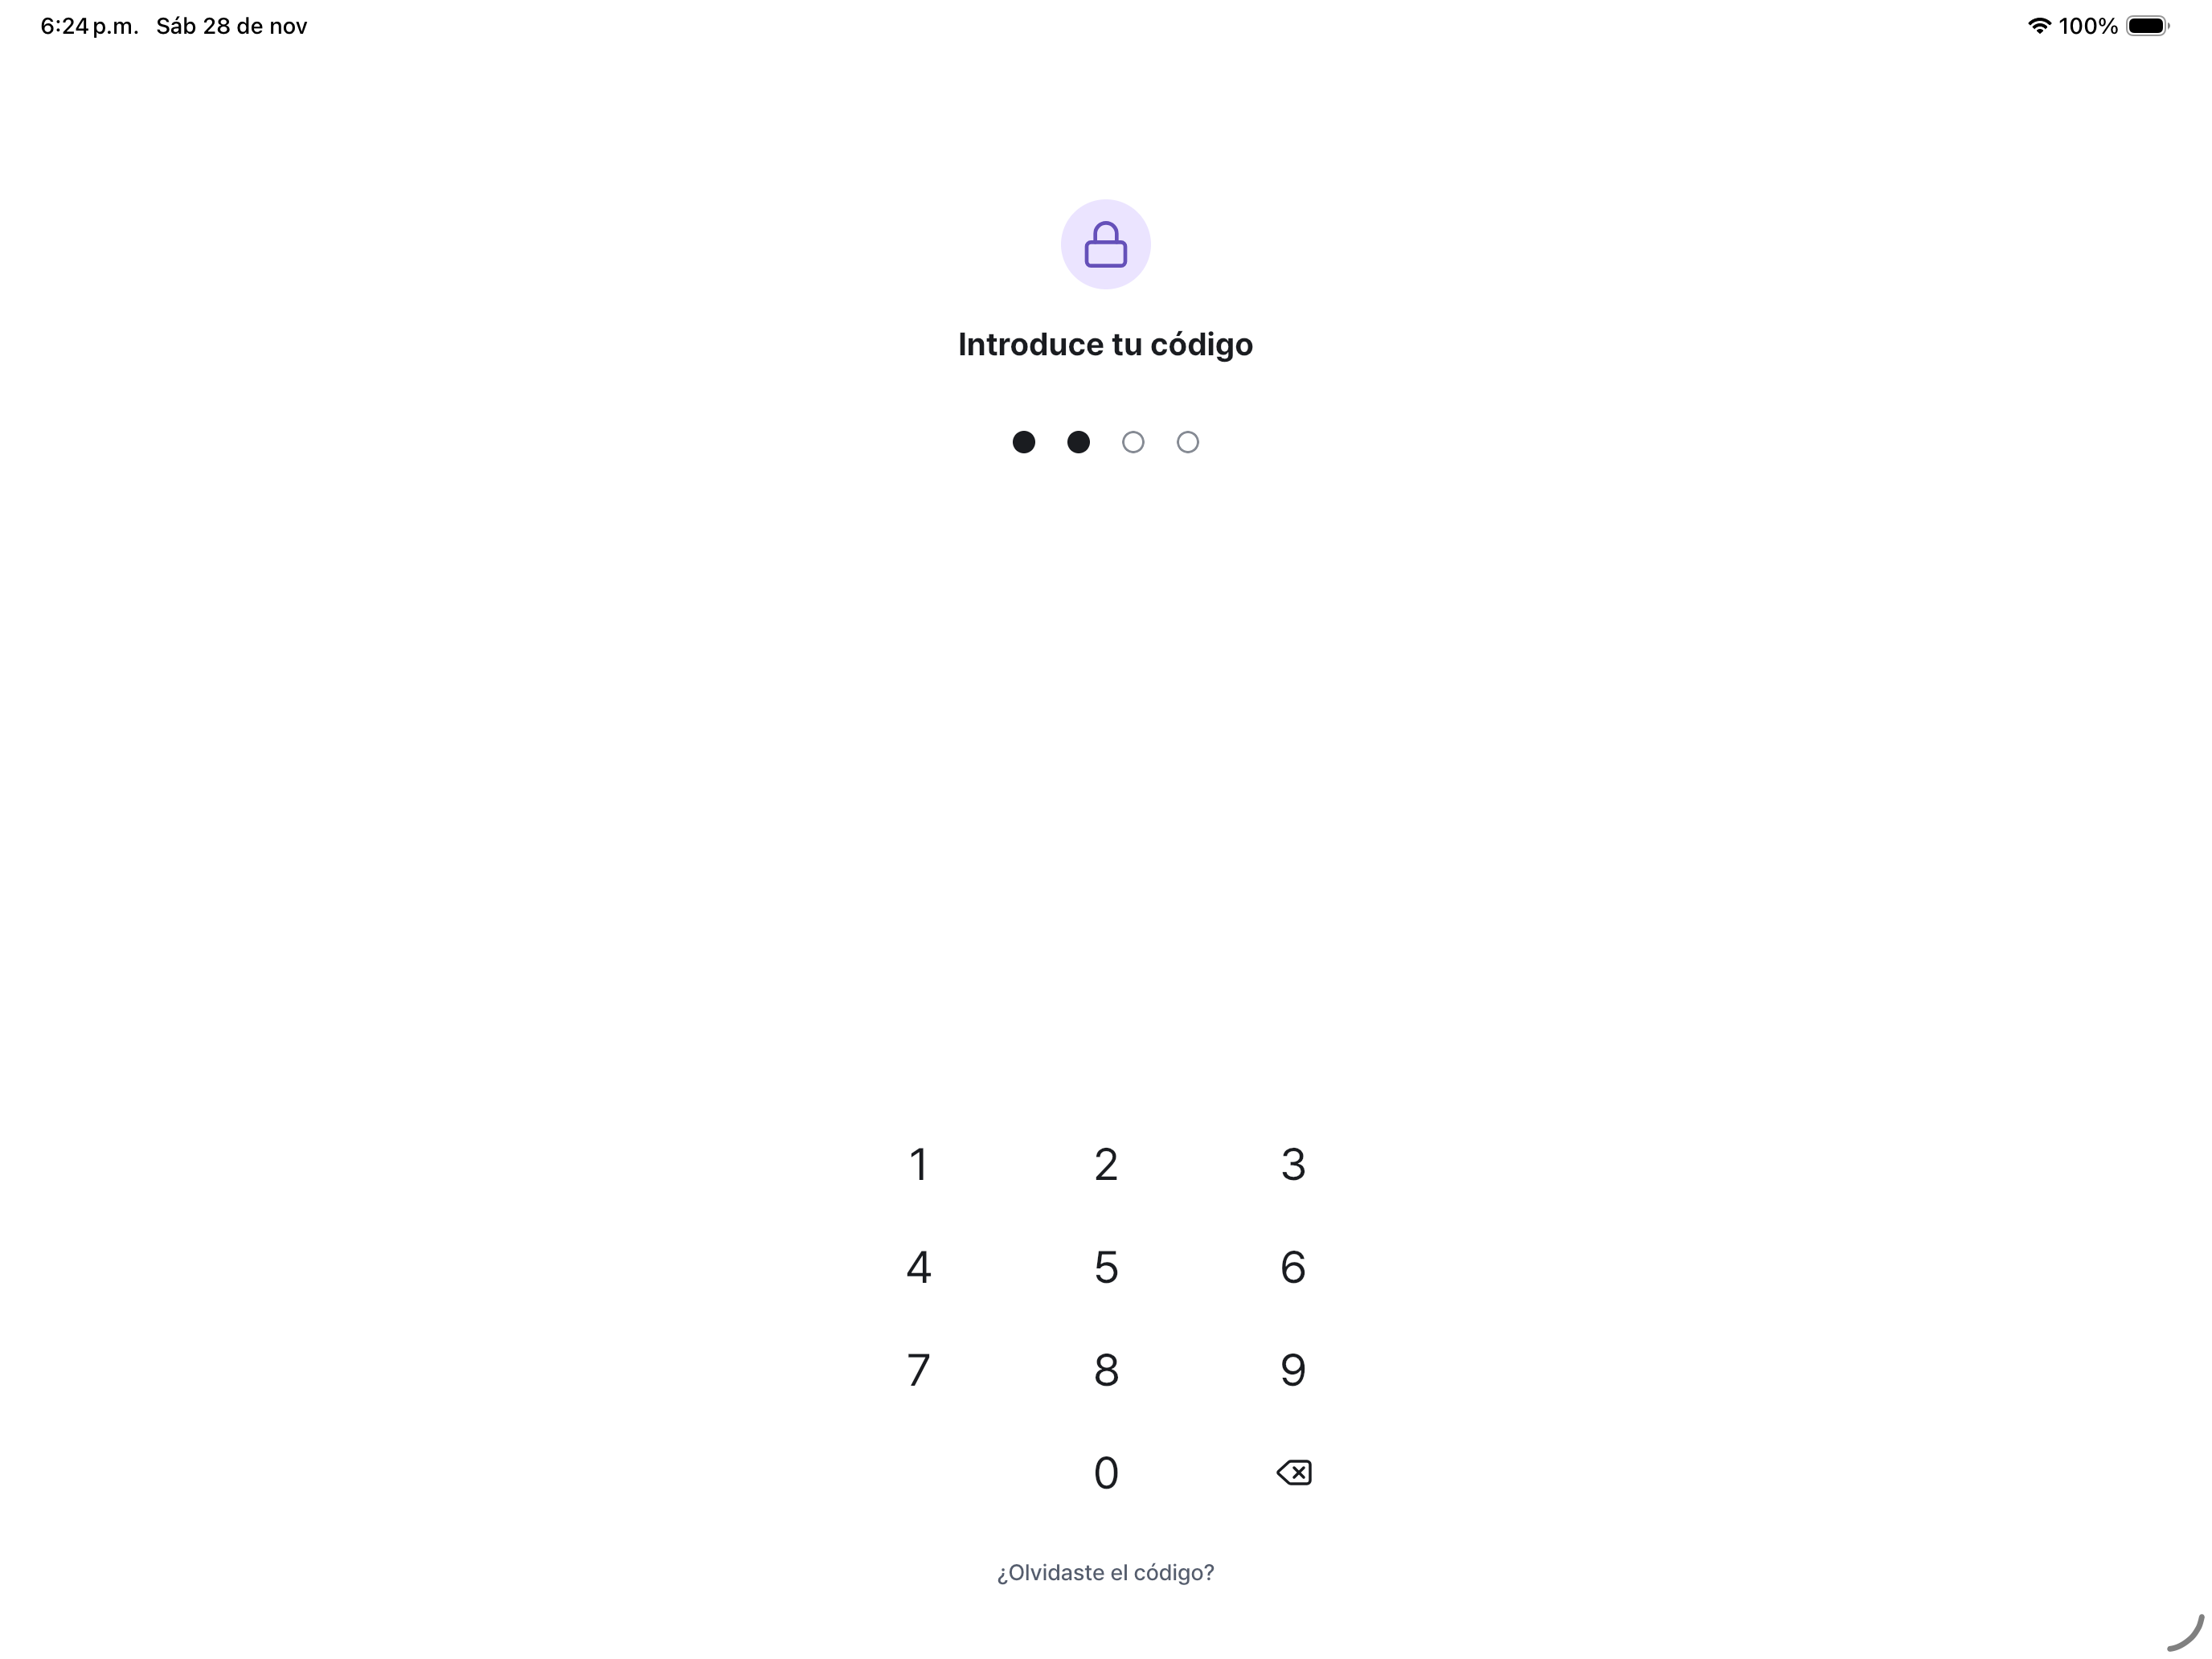 6:24 p.m. Sáb 28 de nov
100%
Introduce tu código
1 2 3
4 5 6
7 8 9
0
¿Olvidaste el código?